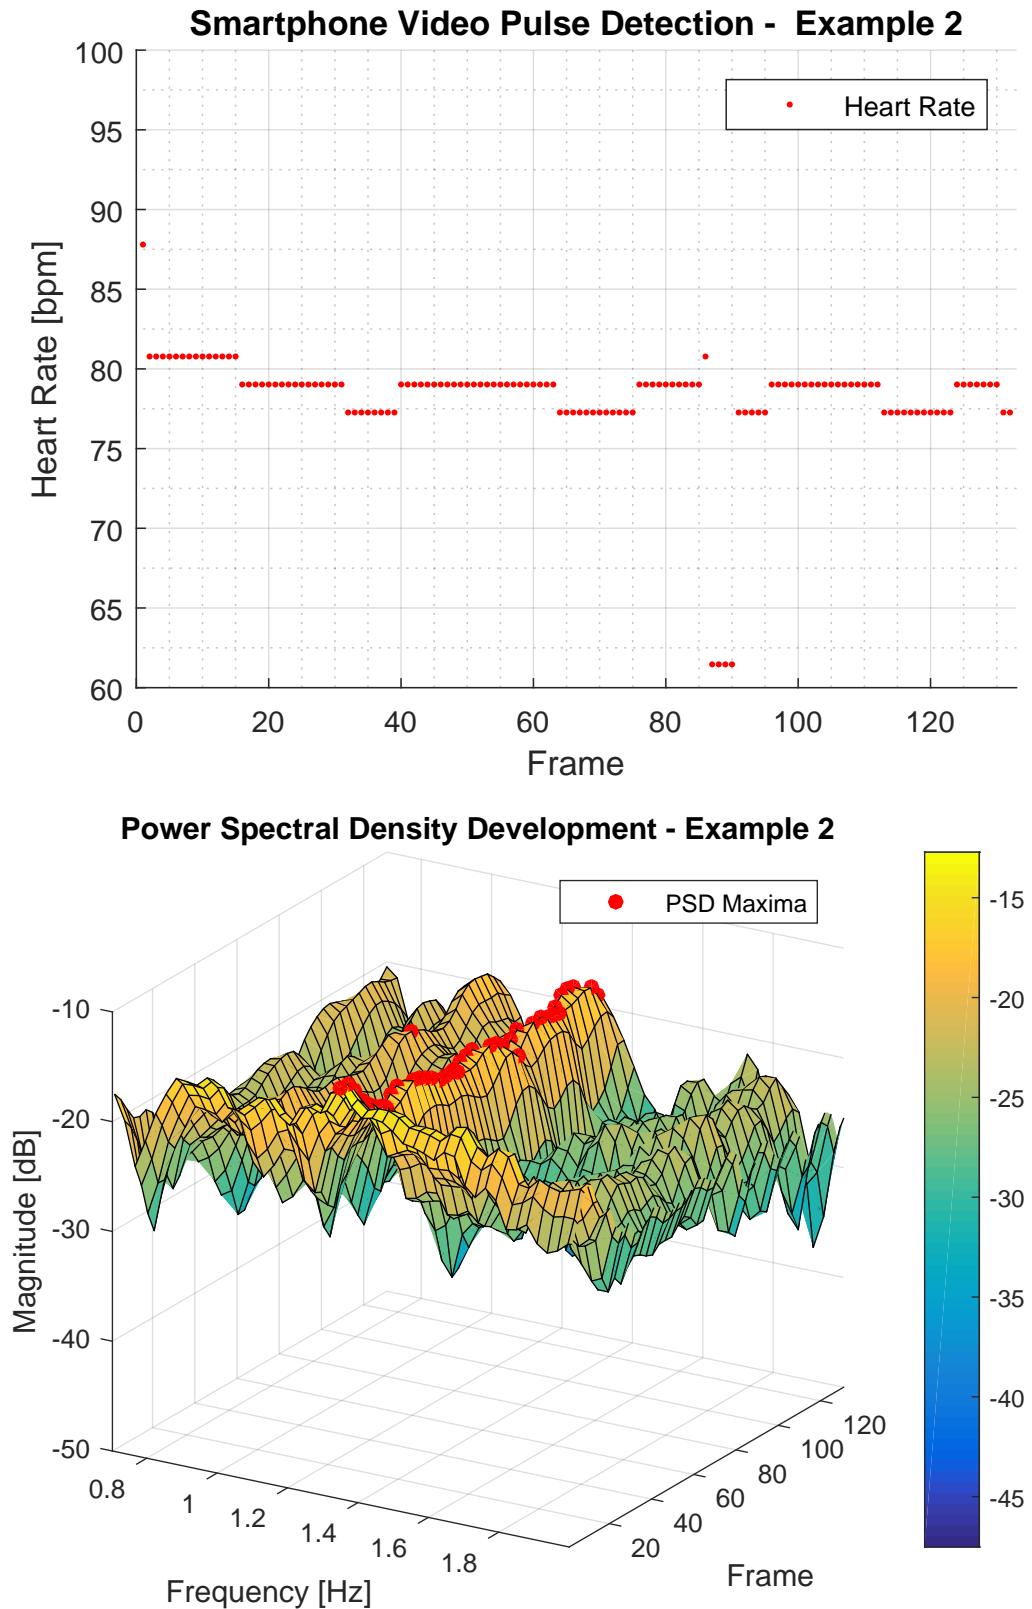 Smartphone Video Pulse Detection - Example 2
100
95
90
85
80
75
70
65
60
Heart Rate [bpm]
Heart Rate
0 20 40 60 80 100 120
Frame
Power Spectral Density Development - Example 2
PSD Maxima
-10
-20
-30
-40
-50
Magnitude [dB]
0.8 1 1.2 1.4 1.6 1.8
Frequency [Hz]
20 40 60 80 100 120
Frame
-15
-20
-25
-30
-35
-40
-45